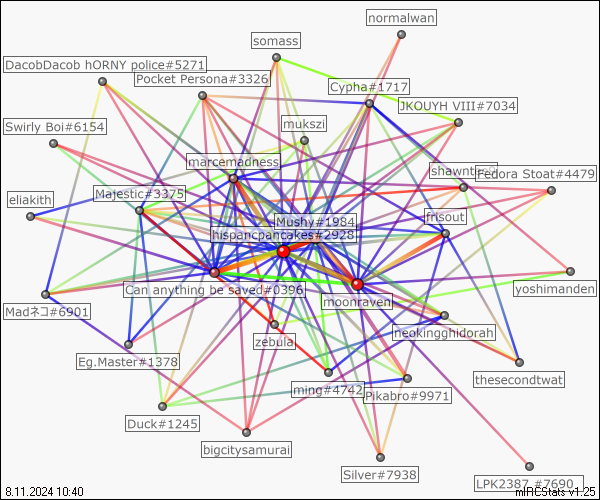 normalwan
somass
DacobDacob hORNY police#5271
Pocket Persona#3326
Cypha#1717
JKOUYH VIII#7034
mukszi
Swirly Boi#6154
marcemadness
Fedora Stoat#4479
Majestic#3375
eliakith
frisout
Mushy#1984
hispancpancakes#2928
Can anything be saved#0396
yoshimanden
moonraven
Madネコ#6901
neokingghidorah
zebula
Eg.Master#1378
thesecondtwat
ming#4742
Pikabro#9971
Duck#1245
bigcitysamurai
Silver#7938
LPK2387_#7690
8.11.2024 10:40
mIRCStats v1.25